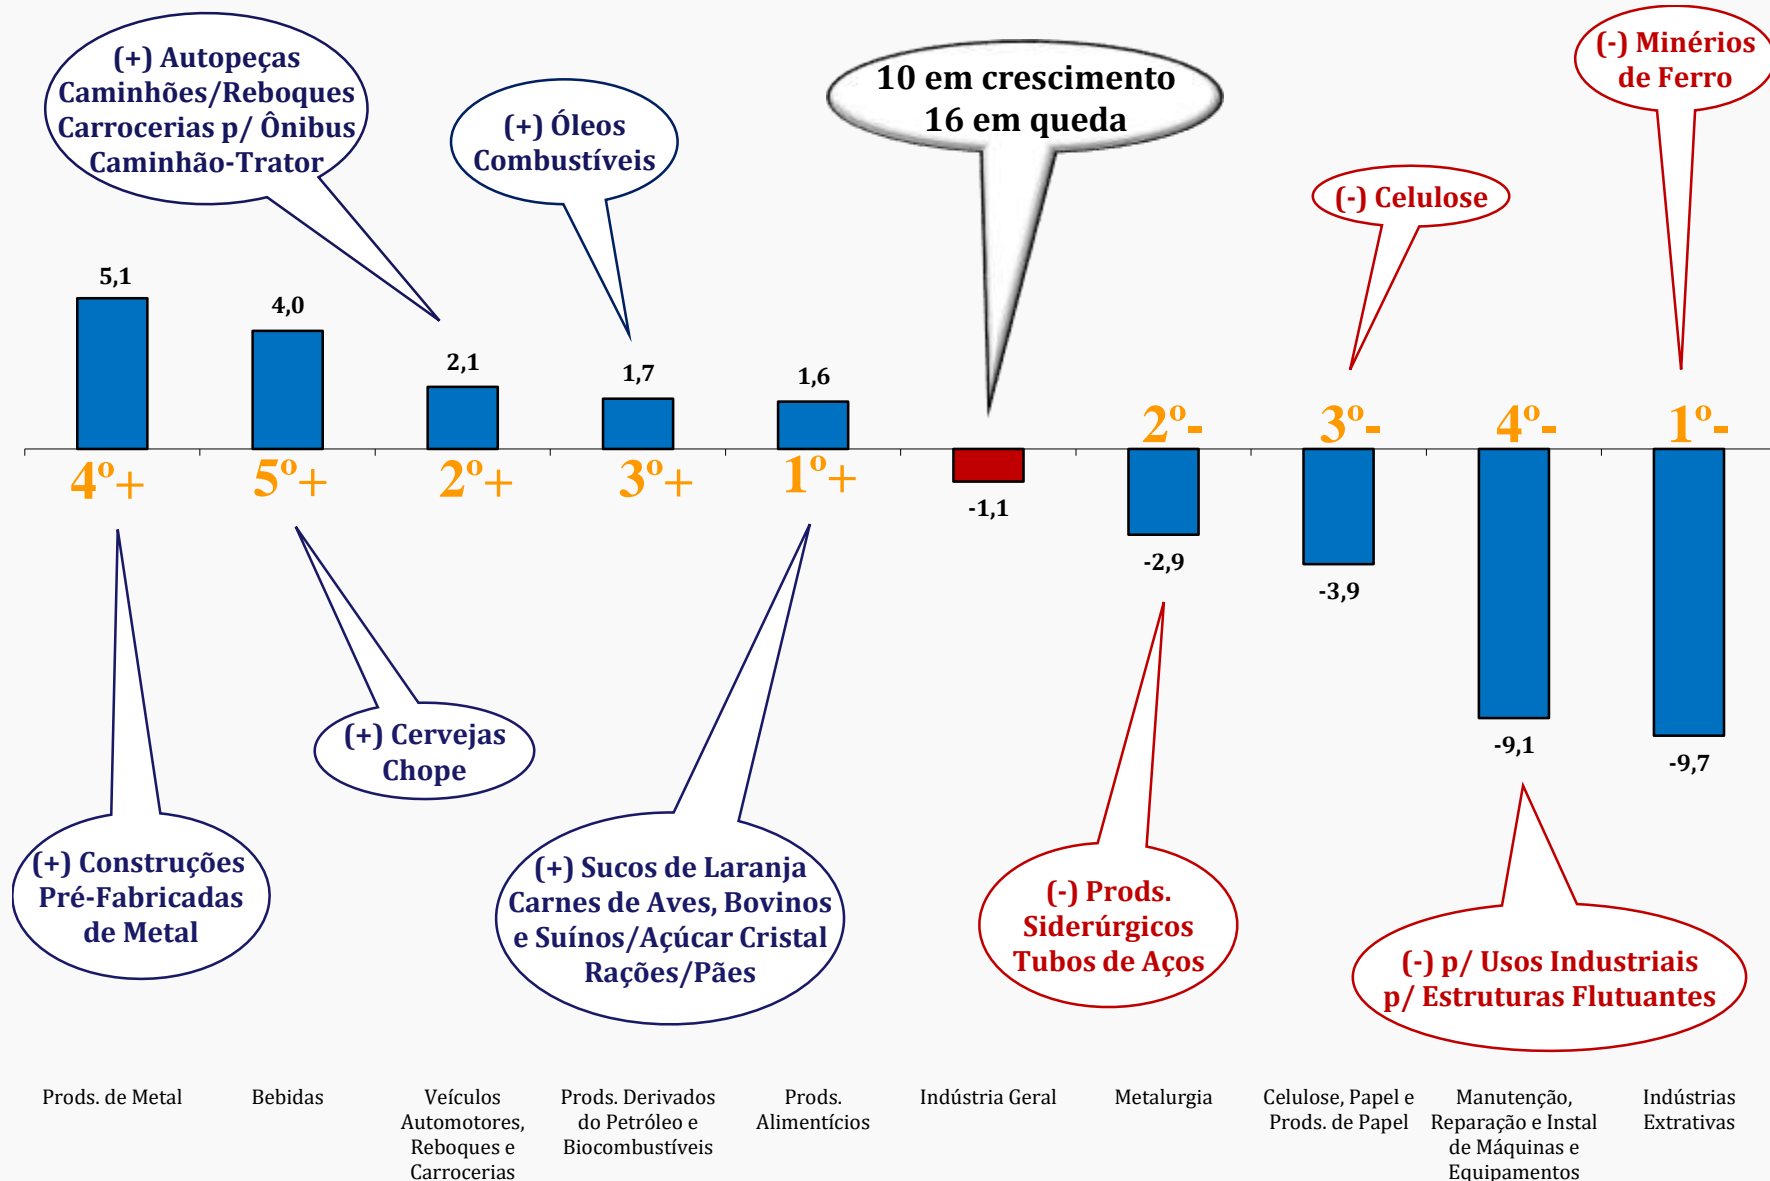 (+) Autopeças
Caminhões/Reboques
Carrocerias p/ Ônibus
Caminhão-Trator
(+) Óleos
Combustíveis
10 em crescimento
16 em queda
(-) Celulose
(-) Minérios
de Ferro
5,1
4,0
2,1
1,7
1,6
-1,1
-2,9
-3,9
-9,1
-9,7
4º+
5º+
2º+
3º+
1º+
2º-
3º-
4º-
1º-
(+) Construções
Pré-Fabricadas
de Metal
(+) Cervejas
Chope
(+) Sucos de Laranja
Carnes de Aves, Bovinos
e Suínos/Açúcar Cristal
Rações/Pães
(-) Prods.
Siderúrgicos
Tubos de Aços
(-) p/ Usos Industriais
p/ Estruturas Flutuantes
Prods. de Metal
Bebidas
Veículos
Automotores,
Reboques e
Carrocerias
Prods. Derivados
do Petróleo e
Biocombustíveis
Prods.
Alimentícios
Indústria Geral
Metalurgia
Celulose, Papel e
Prods. de Papel
Manutenção,
Reparação e Instal
de Máquinas e
Equipamentos
Indústrias
Extrativas